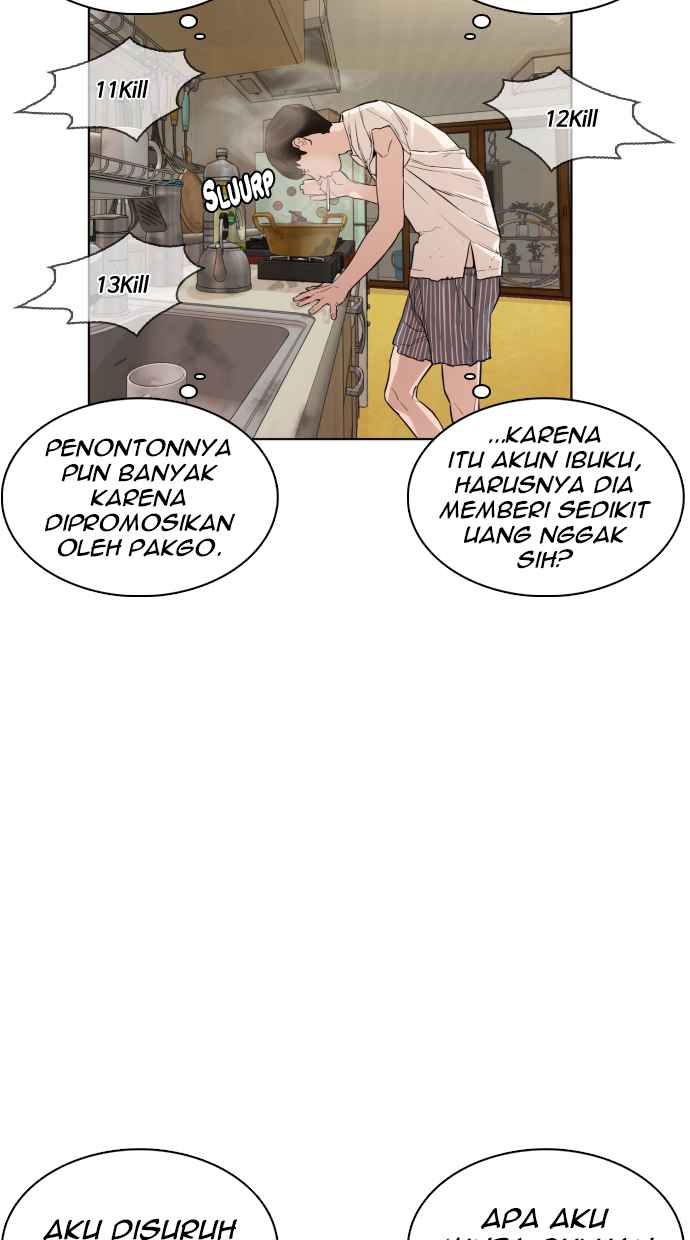 11Kill
12Kill
SLUURP
13Kill
PENONTONNYA
PUN BANYAK
KARENA
DIPROMOSIKAN
OLEH PAKGO.
...KARENA
ITU AKUN IBUKU,
HARUSNYA DIA
MEMBERI SEDIKIT
UANG NGGAK
SIH?
AKU DISURUH
APA AKU